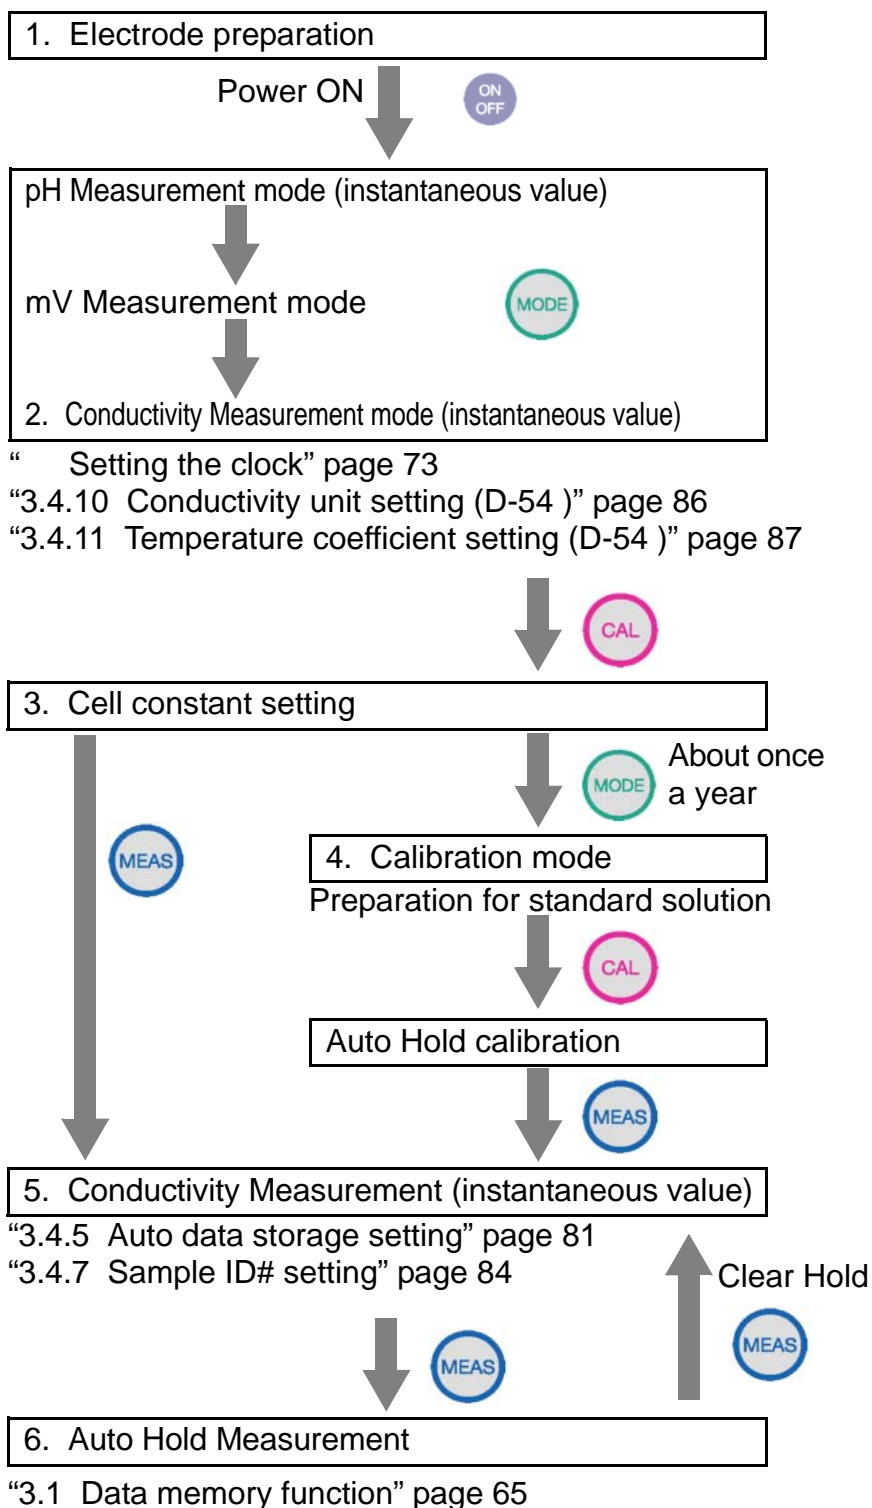 1. Electrode preparation
Power ON
ON
OFF
pH Measurement mode (instantaneous value)
mV Measurement mode
MODE
2. Conductivity Measurement mode (instantaneous value)
“ Setting the clock” page 73
“3.4.10 Conductivity unit setting (D-54 )” page 86
“3.4.11 Temperature coefficient setting (D-54 )” page 87
CAL
3. Cell constant setting
MODE
About once
a year
MEAS
4. Calibration mode
Preparation for standard solution
CAL
Auto Hold calibration
MEAS
5. Conductivity Measurement (instantaneous value)
“3.4.5 Auto data storage setting” page 81
“3.4.7 Sample ID# setting” page 84
Clear Hold
MEAS
MEAS
6. Auto Hold Measurement
“3.1 Data memory function” page 65